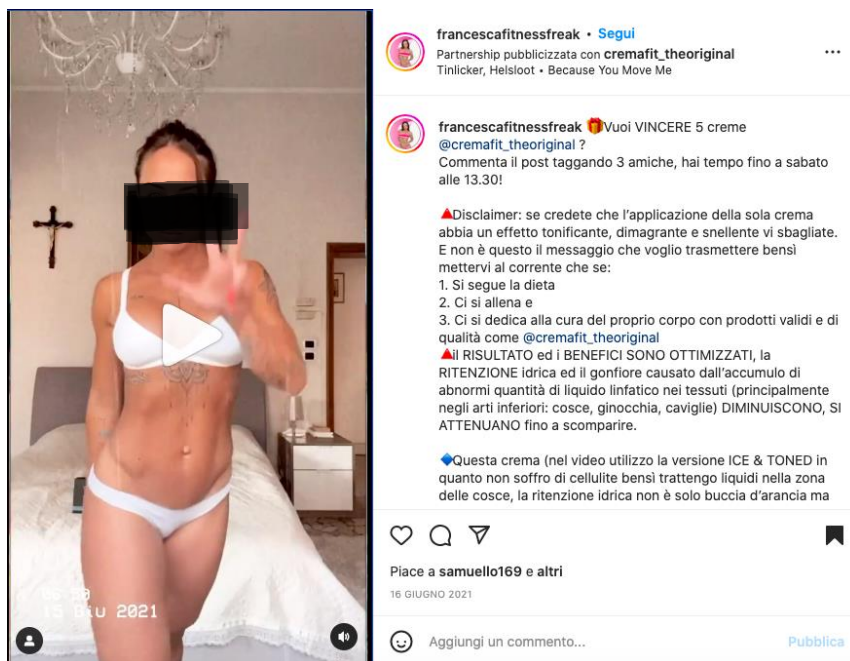 francescafitnessfreak • Segui
Partnership pubblicizzata con cremafit_theoriginal
Tinlicker, Helsloot • Because You Move Me
francescafitnessfreak 🎁Vuoi VINCERE 5 creme
@cremafit_theoriginal ?
Commenta il post taggando 3 amiche, hai tempo fino a sabato
alle 13.30!
🔺Disclaimer: se credete che l'applicazione della sola crema
abbia un effetto tonificante, dimagrante e snellente vi sbagliate.
E non è questo il messaggio che voglio trasmettere bensì
mettervi al corrente che se:
1. Si segue la dieta
2. Ci si allena e
3. Ci si dedica alla cura del proprio corpo con prodotti validi e di
qualità come @cremafit_theoriginal
🔺il RISULTATO ed i BENEFICI SONO OTTIMIZZATI, la
RITENZIONE idrica ed il gonfiore causato dall'accumulo di
abnormi quantità di liquido linfatico nei tessuti (principalmente
negli arti inferiori: cosce, ginocchia, caviglie) DIMINUISCONO, SI
ATTENUANO fino a scomparire.
🔷Questa crema (nel video utilizzo la versione ICE & TONED in
quanto non soffro di cellulite bensì trattengo liquidi nella zona
delle cosce, la ritenzione idrica non è solo buccia d'arancia ma
Piace a samuello169 e altri
16 GIUGNO 2021
Aggiungi un commento... Pubblica
15 Giu 2021